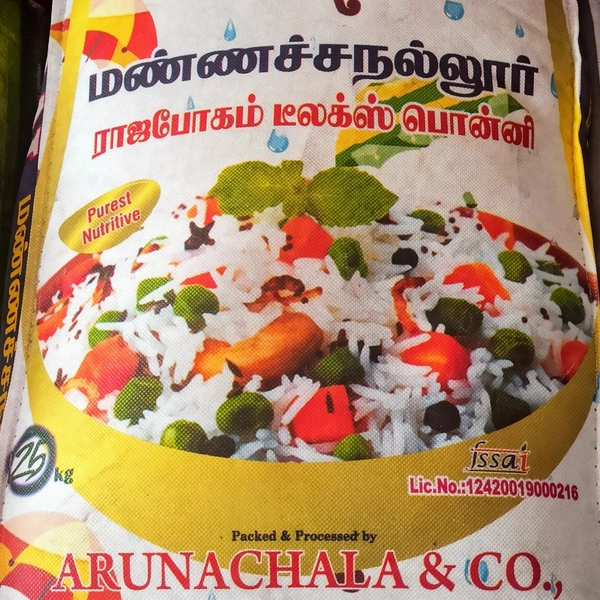 மண்ணச்சநல்லூர்
ராஜபோகம் டீலக்ஸ் பொன்னி
Purest
Nutritive
25 kg
fssai
Lic.No.:12420019000216
Packed & Processed by
ARUNACHALA & CO.,